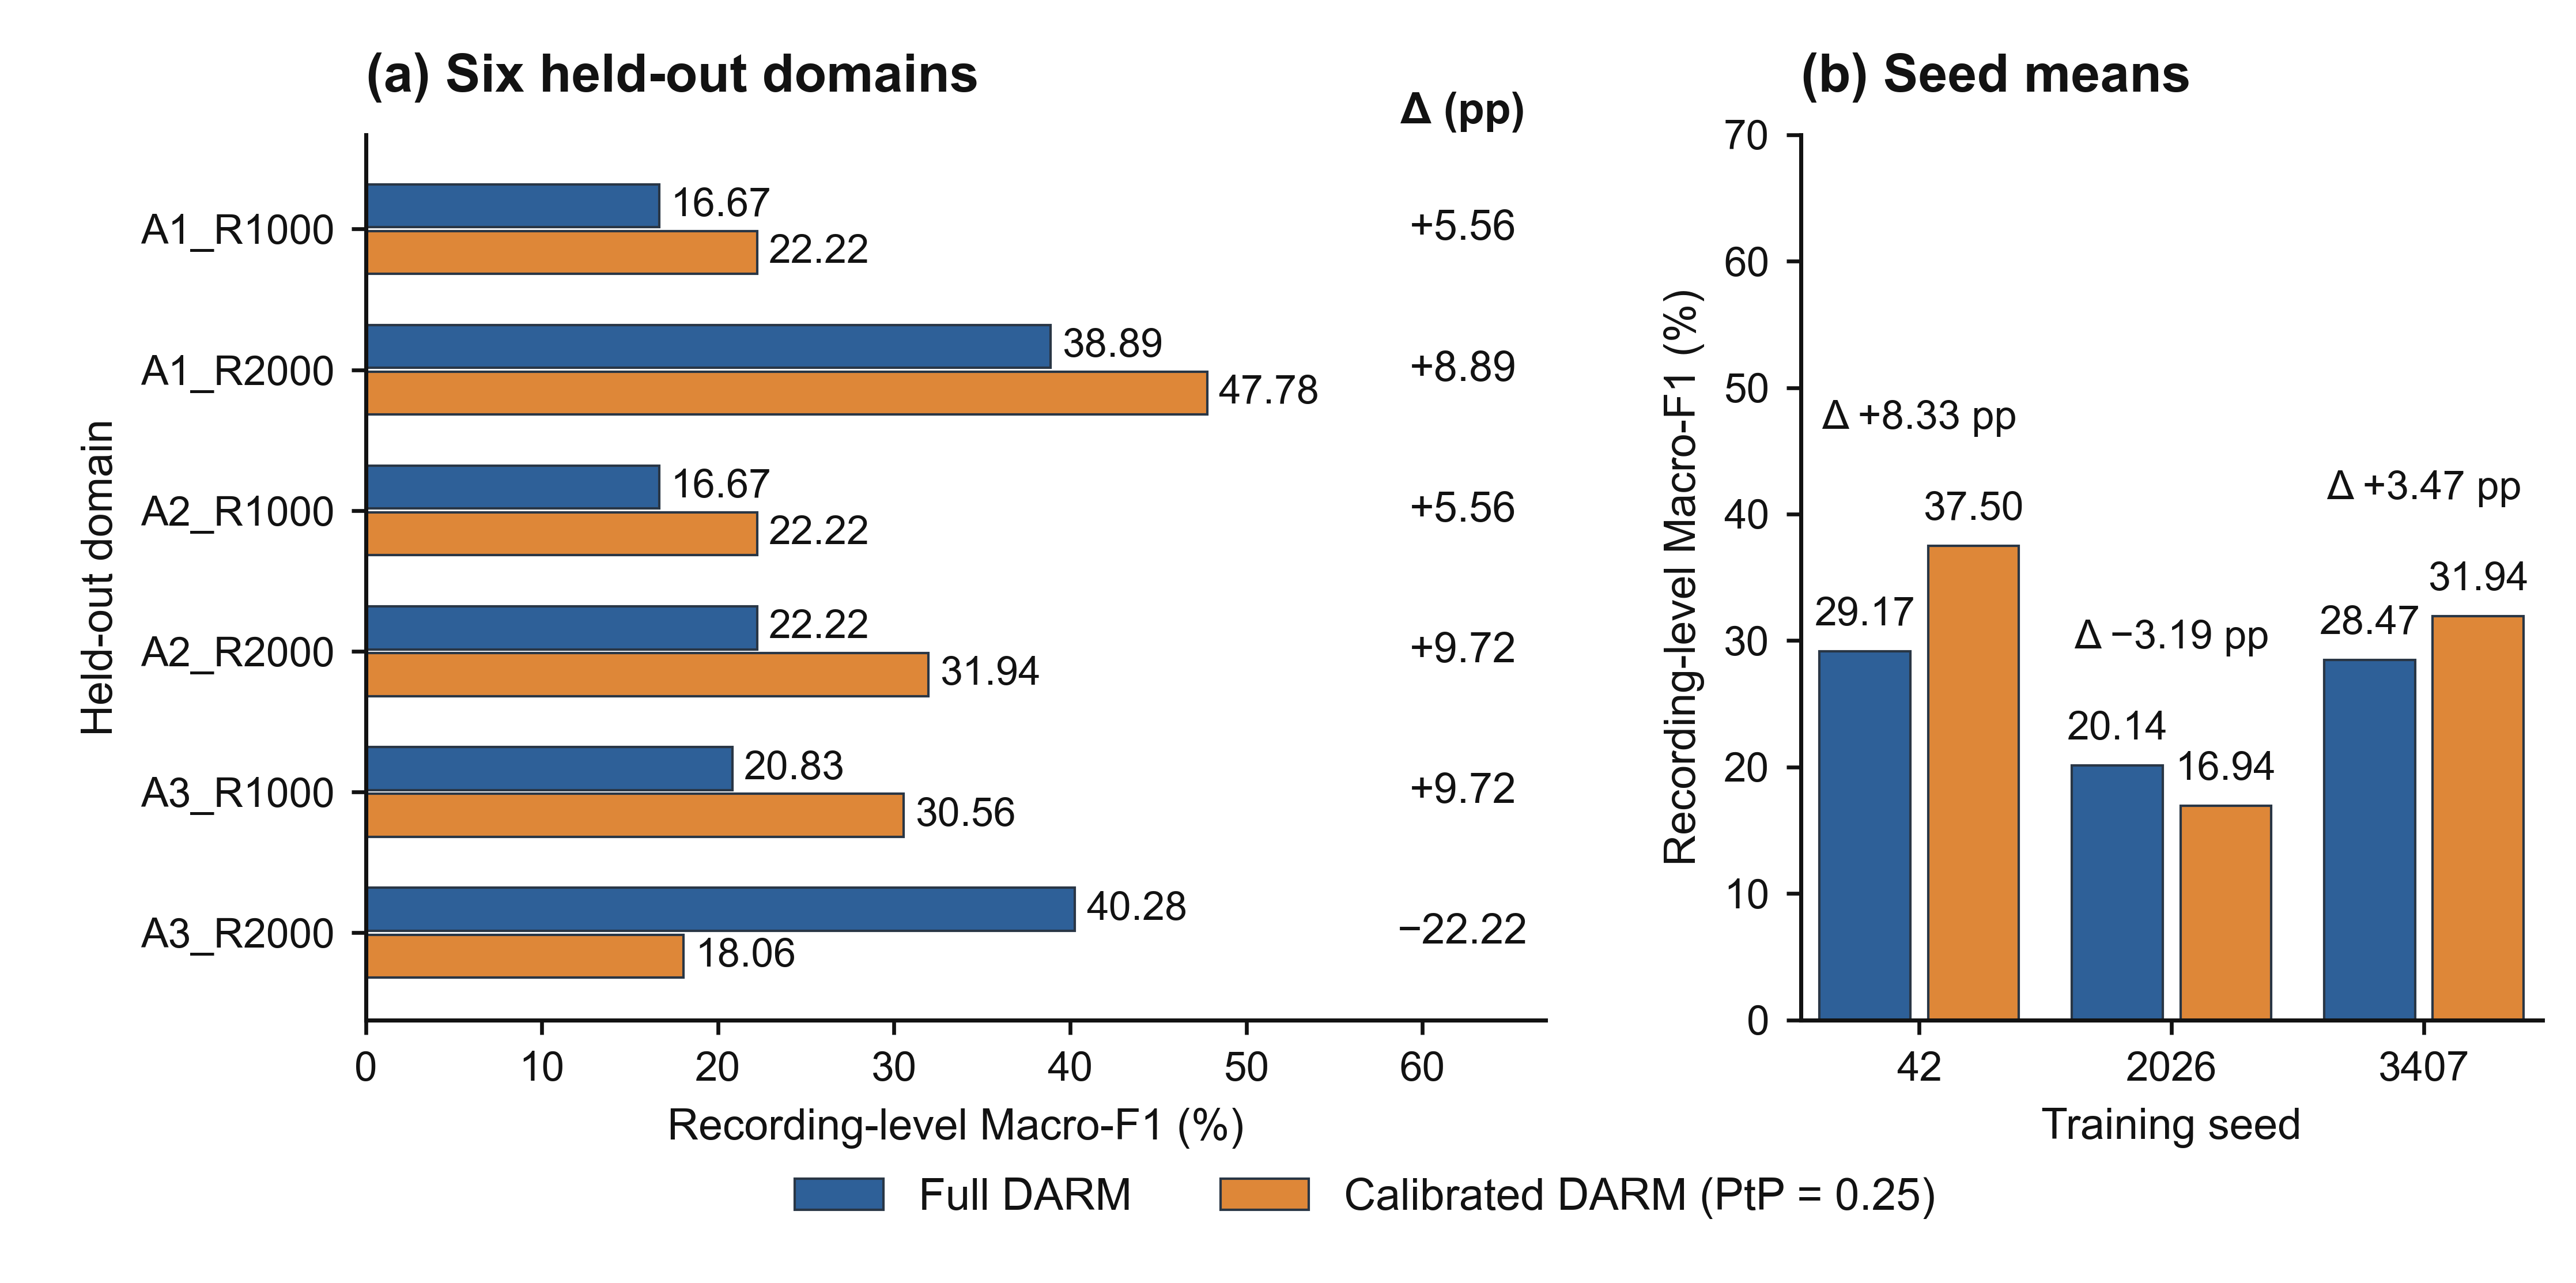 (a) Six held-out domains
Δ (pp)
Held-out domain
A1_R1000
16.67
22.22
+5.56
A1_R2000
38.89
47.78
+8.89
A2_R1000
16.67
22.22
+5.56
A2_R2000
22.22
31.94
+9.72
A3_R1000
20.83
30.56
+9.72
A3_R2000
40.28
18.06
−22.22
0 10 20 30 40 50 60
Recording-level Macro-F1 (%)
(b) Seed means
Recording-level Macro-F1 (%)
70
60
50
40
30
20
10
0
Δ +8.33 pp
29.17
37.50
Δ −3.19 pp
20.14
16.94
Δ +3.47 pp
28.47
31.94
42 2026 3407
Training seed
Full DARM
Calibrated DARM (PtP = 0.25)